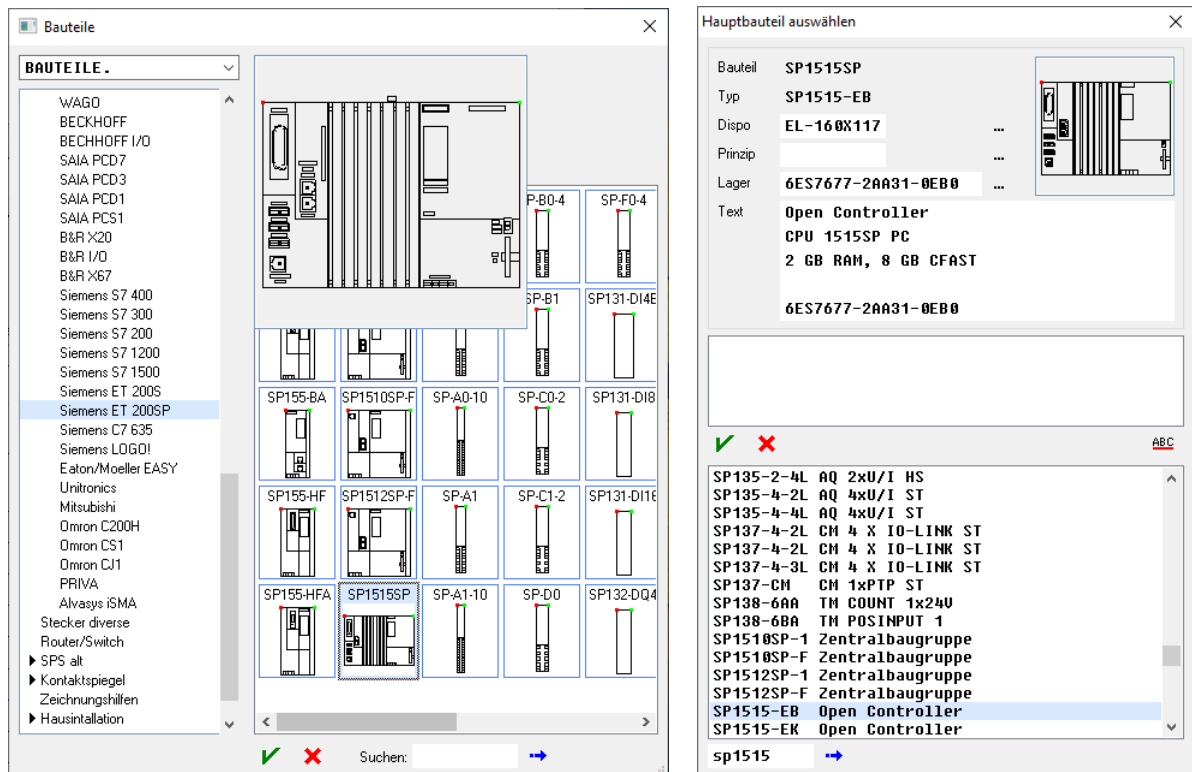 Bauteile
BAUTEILE.
WAGO
BECKHOFF
BECHHOFF I/O
SAIA PCD7
SAIA PCD3
SAIA PCD1
SAIA PCS1
B&R X20
B&R I/O
B&R X67
Siemens S7 400
Siemens S7 300
Siemens S7 200
Siemens S7 1200
Siemens S7 1500
Siemens ET 200S
Siemens ET 200SP
Siemens C7 635
Siemens LOGO!
Eaton/Moeller EASY
Unitronics
Mitsubishi
Omron C200H
Omron CS1
Omron CJ1
PRIVA
Alvasys iSMA
Stecker diverse
Router/Switch
SPS alt
Kontaktspiegel
Zeichnungshilfen
Hausintallation
P-B0-4 SP-F0-4
SP-B1 SP131-DI4E
SP155-BA SP1510SP-F SP-A0-10 SP-C0-2 SP131-DI8
SP155-HF SP1512SP-F SP-A1 SP-C1-2 SP131-DI16
SP155-HFA SP1515SP SP-A1-10 SP-D0 SP132-DQ4
Suchen:
Hauptbauteil auswählen
Bauteil SP1515SP
Typ SP1515-EB
Dispo EL-160X117 ...
Prinzip ...
Lager 6ES7677-2AA31-0EB0 ...
Text Open Controller
CPU 1515SP PC
2 GB RAM, 8 GB CFAST
6ES7677-2AA31-0EB0
ABC
SP135-2-4L AQ 2xU/I HS
SP135-4-2L AQ 4xU/I ST
SP135-4-4L AQ 4xU/I ST
SP137-4-2L CM 4 X IO-LINK ST
SP137-4-2L CM 4 X IO-LINK ST
SP137-4-3L CM 4 X IO-LINK ST
SP137-CM CM 1xPTP ST
SP138-6AA TM COUNT 1x24V
SP138-6BA TM POSINPUT 1
SP1510SP-1 Zentralbaugruppe
SP1510SP-F Zentralbaugruppe
SP1512SP-1 Zentralbaugruppe
SP1512SP-F Zentralbaugruppe
SP1515-EB Open Controller
SP1515-EK Open Controller
sp1515